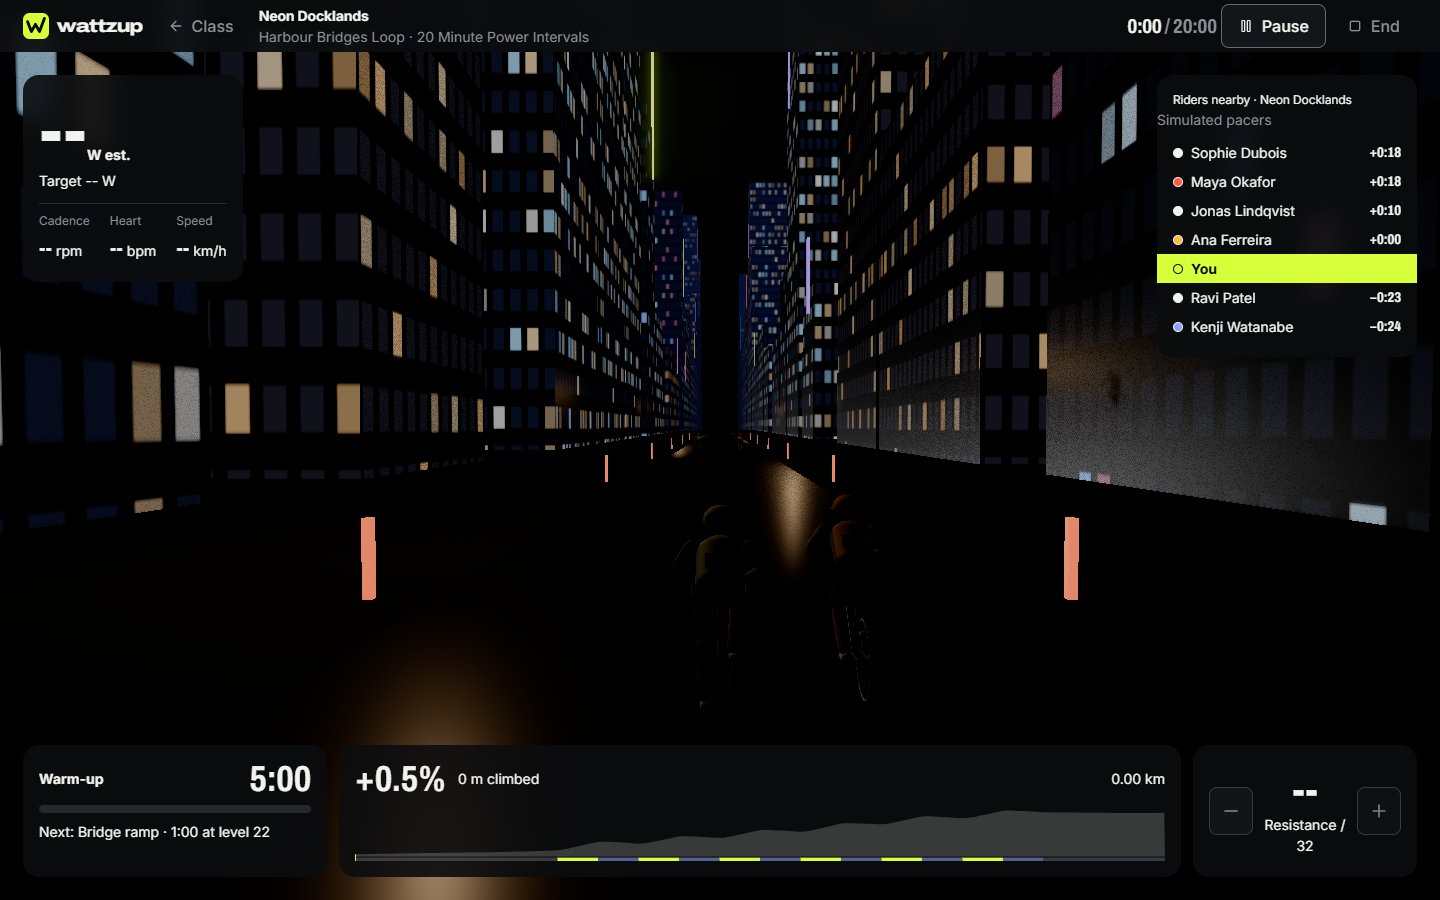 W wattzup
← Class
Neon Docklands
Harbour Bridges Loop · 20 Minute Power Intervals
0:00 / 20:00
Pause
End
--
W est.
Target -- W
Cadence Heart Speed
-- rpm -- bpm -- km/h
Riders nearby · Neon Docklands
Simulated pacers
Sophie Dubois +0:18
Maya Okafor +0:18
Jonas Lindqvist +0:10
Ana Ferreira +0:00
You
Ravi Patel −0:23
Kenji Watanabe −0:24
Warm-up 5:00
Next: Bridge ramp · 1:00 at level 22
+0.5% 0 m climbed 0.00 km
− -- +
Resistance /
32